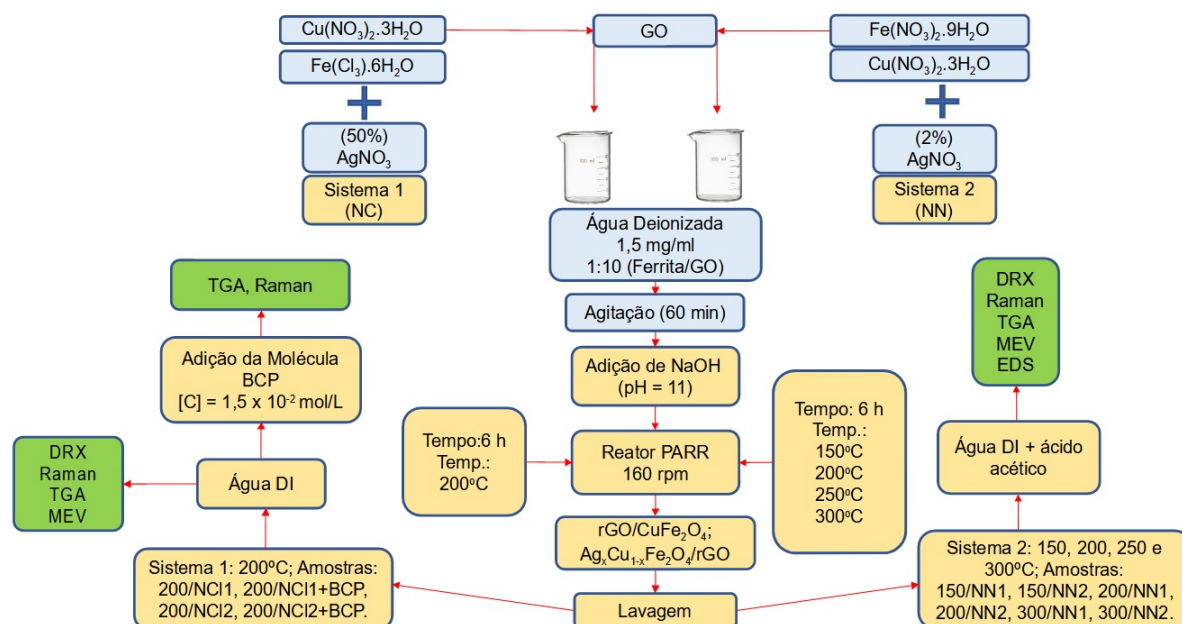 Cu(NO₃)₂.3H₂O
Fe(Cl₃).6H₂O
(50%)
AgNO₃
Sistema 1
(NC)
GO
Fe(NO₃)₂.9H₂O
Cu(NO₃)₂.3H₂O
(2%)
AgNO₃
Sistema 2
(NN)
Água Deionizada
1,5 mg/ml
1:10 (Ferrita/GO)
Agitação (60 min)
Adição de NaOH
(pH = 11)
Reator PARR
160 rpm
Tempo:6 h
Temp.:
200ºC
Tempo: 6 h
Temp.:
150ºC
200ºC
250ºC
300ºC
rGO/CuFe₂O₄;
AgₓCu₁₋ₓFe₂O₄/rGO
Lavagem
TGA, Raman
Adição da Molécula
BCP
[C] = 1,5 x 10⁻² mol/L
DRX
Raman
TGA
MEV
Água DI
Sistema 1: 200ºC; Amostras:
200/NCl1, 200/NCl1+BCP,
200/NCl2, 200/NCl2+BCP.
DRX
Raman
TGA
MEV
EDS
Água DI + ácido
acético
Sistema 2: 150, 200, 250 e
300ºC; Amostras:
150/NN1, 150/NN2, 200/NN1,
200/NN2, 300/NN1, 300/NN2.